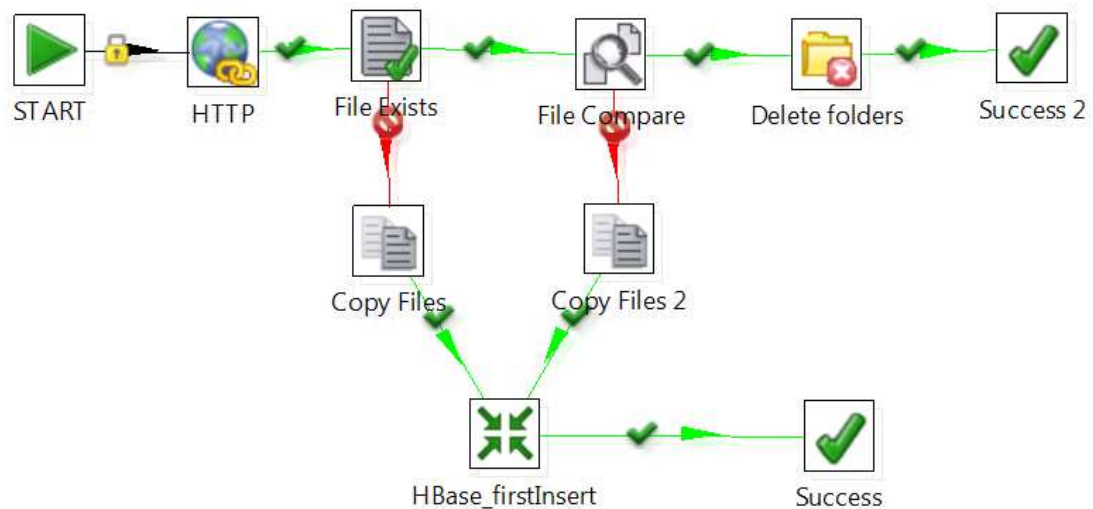 START
HTTP
File Exists
File Compare
Delete folders
Success 2
Copy Files
Copy Files 2
HBase_firstInsert
Success